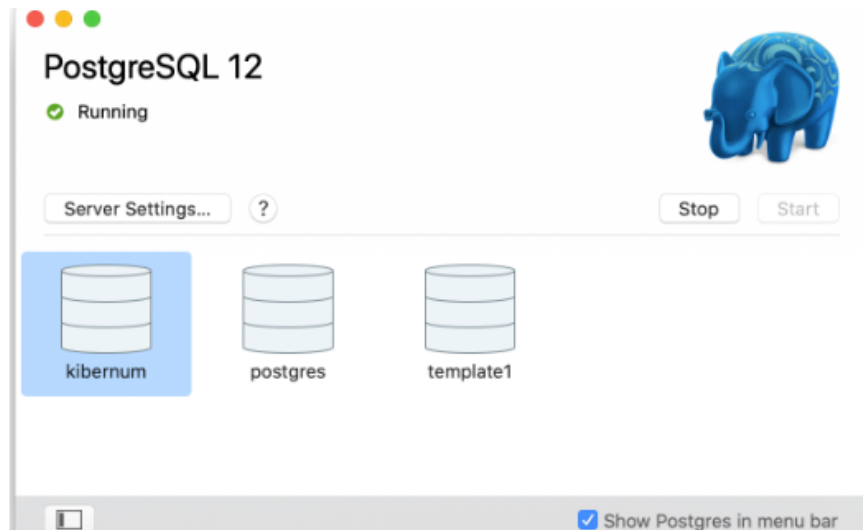 PostgreSQL 12
Running
Server Settings... ? Stop Start
kibernum postgres template1
Show Postgres in menu bar